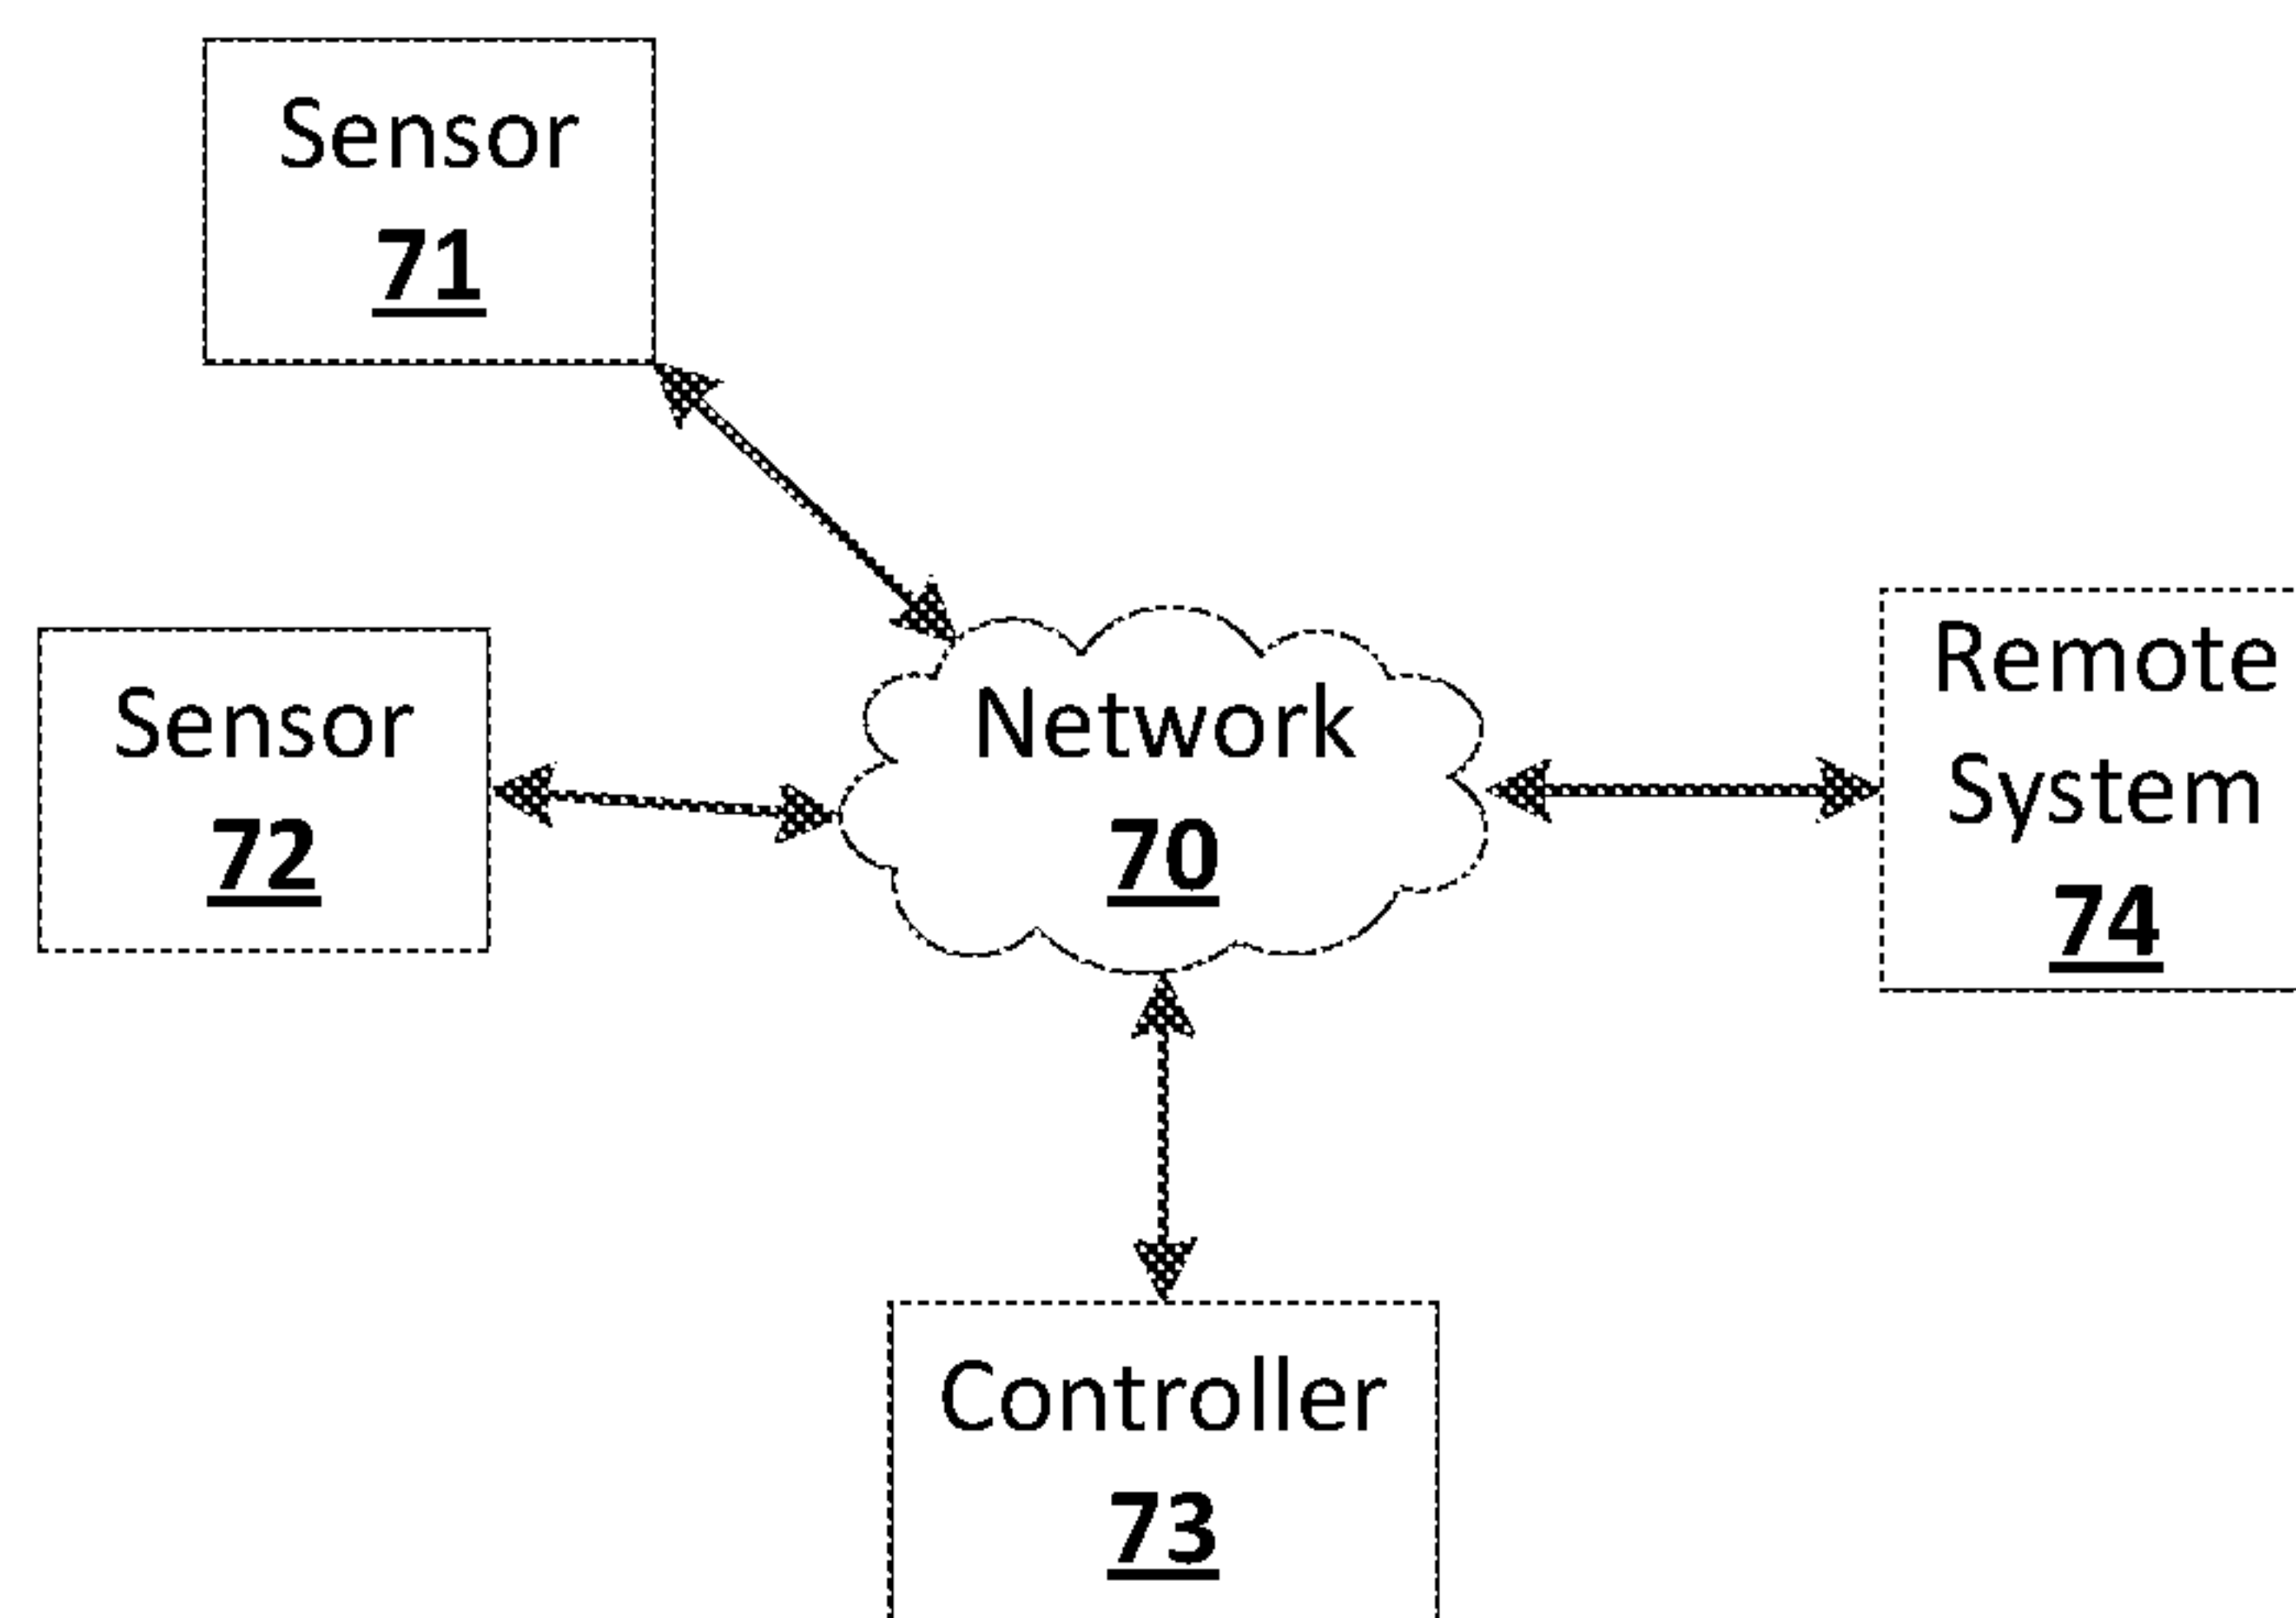 Sensor
71
Sensor
72
Network
70
Remote
System
74
Controller
73